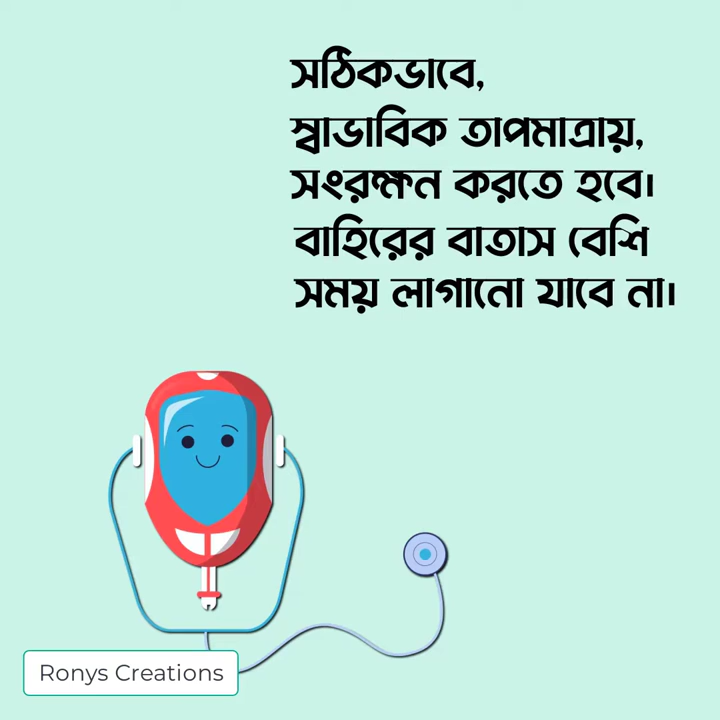 সঠিকভাবে,
স্বাভাবিক তাপমাত্রায়,
সংরক্ষন করতে হবে।
বাহিরের বাতাস বেশি
সময় লাগানো যাবে না।
Ronys Creations